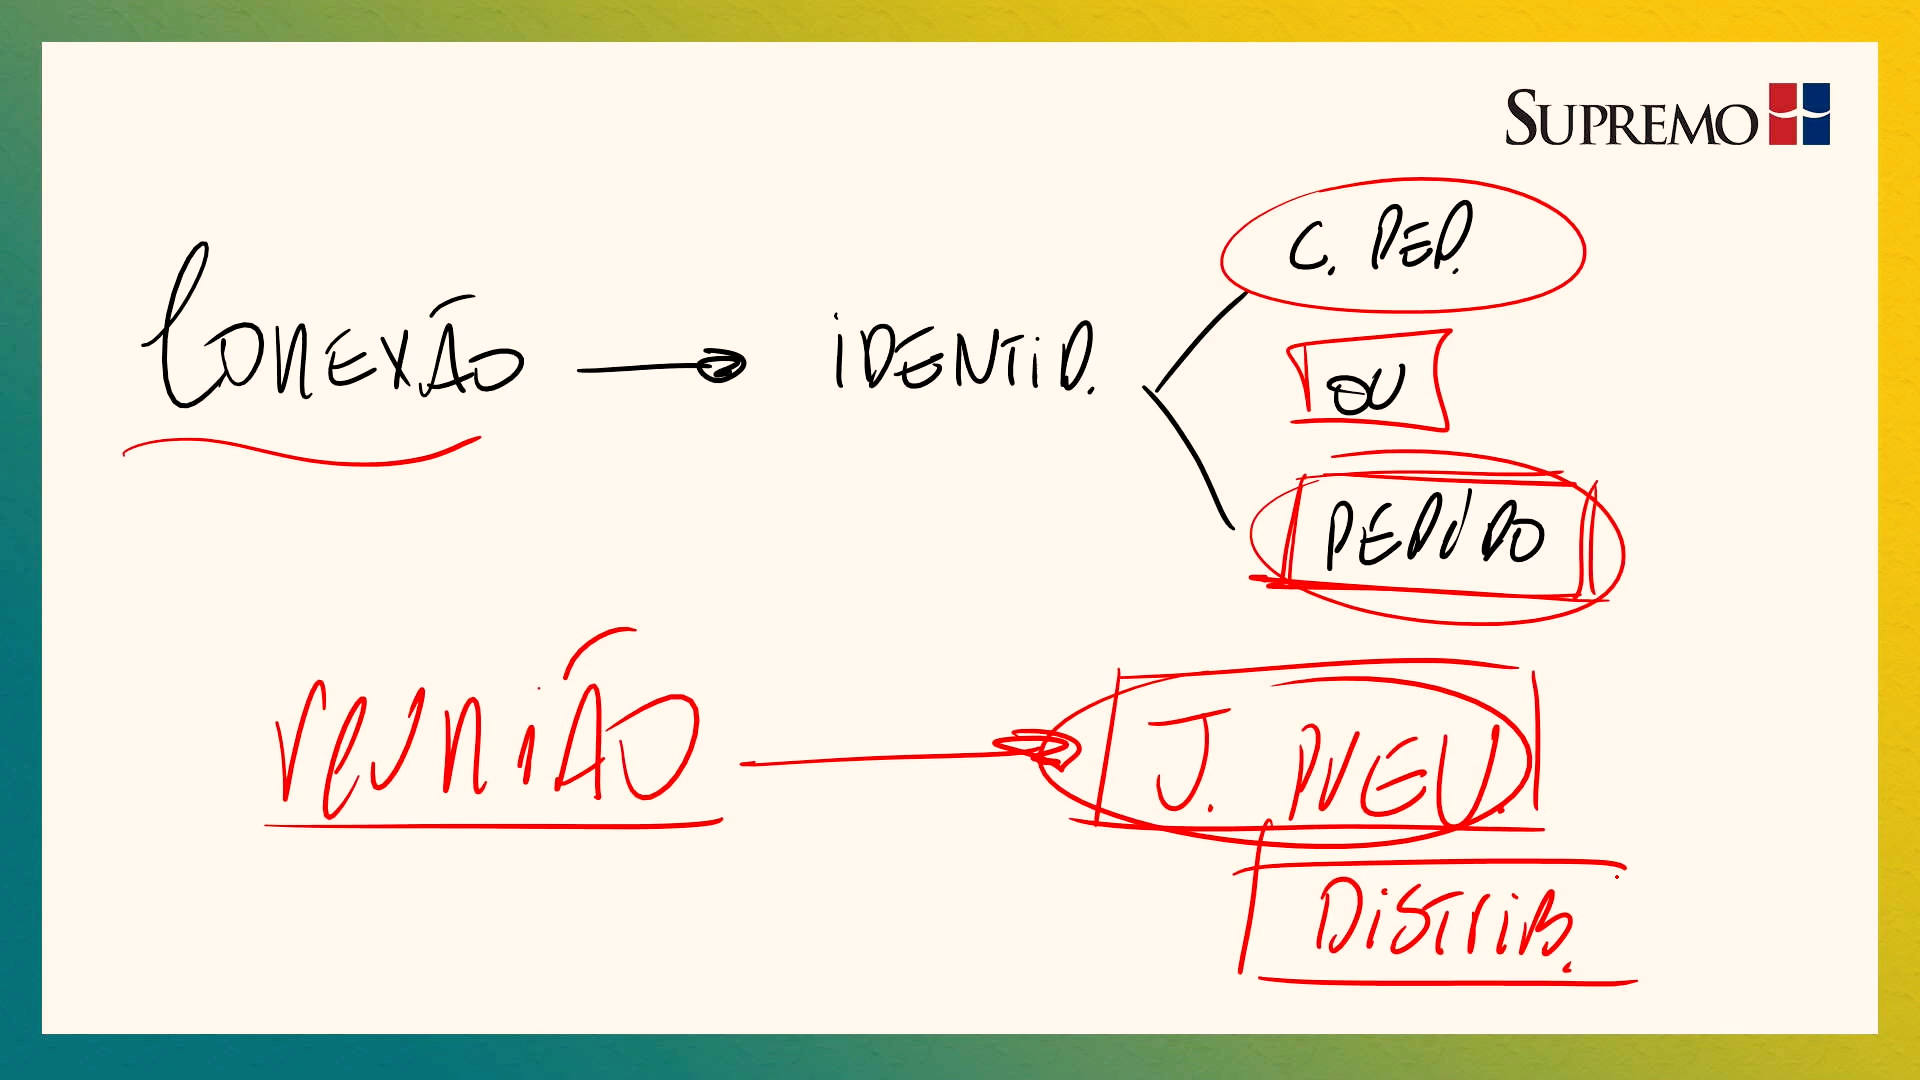 SUPREMO
C. PED.
CONEXÃO → IDENTID.
OU
PEDIDO
REUNIÃO → J. PREV.
DISTRIB.